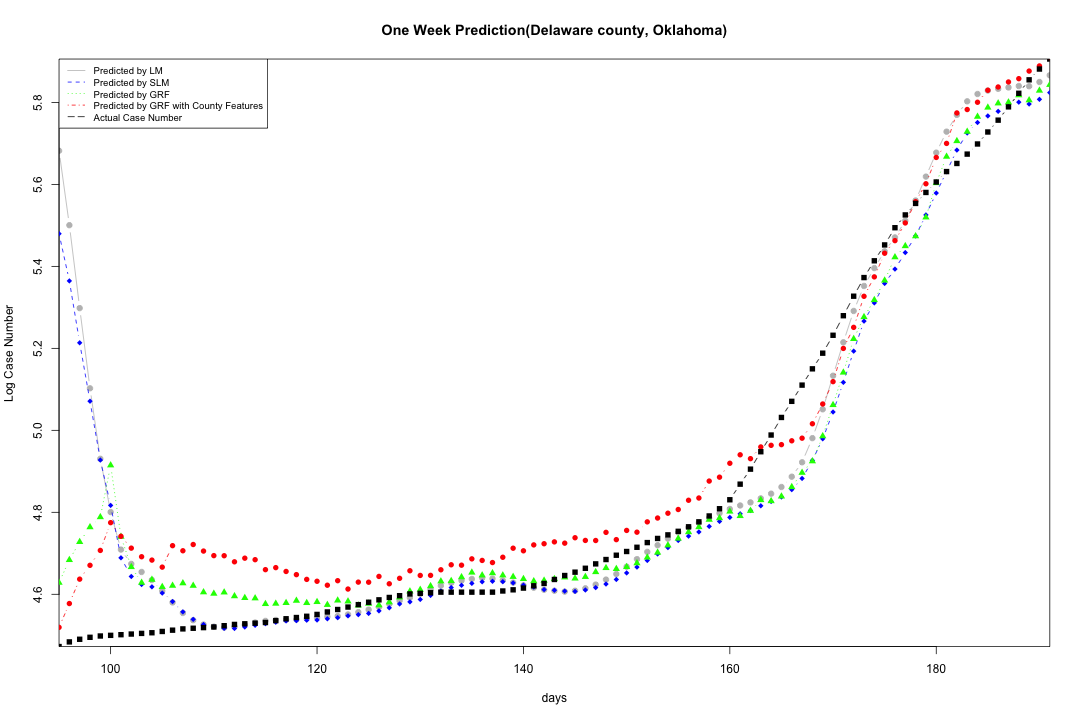 One Week Prediction(Delaware county, Oklahoma)
Predicted by LM
Predicted by SLM
Predicted by GRF
Predicted by GRF with County Features
Actual Case Number
Log Case Number
5.8
5.6
5.4
5.2
5.0
4.8
4.6
100 120 140 160 180
days